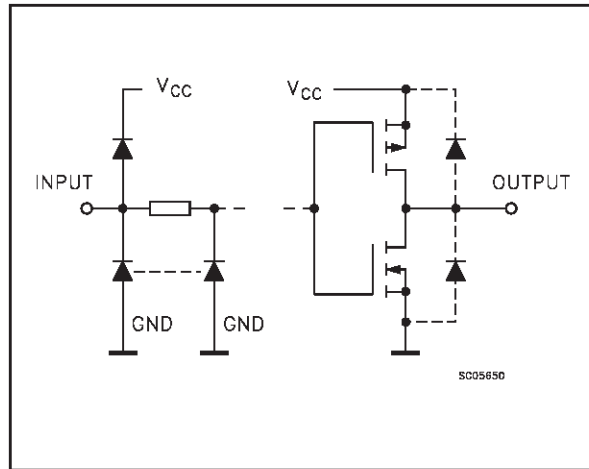 VCC
VCC
INPUT
OUTPUT
GND
GND
SC05650